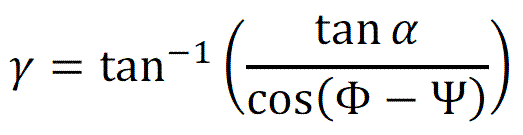 γ = tan⁻¹ (tan α / cos(Φ − Ψ))